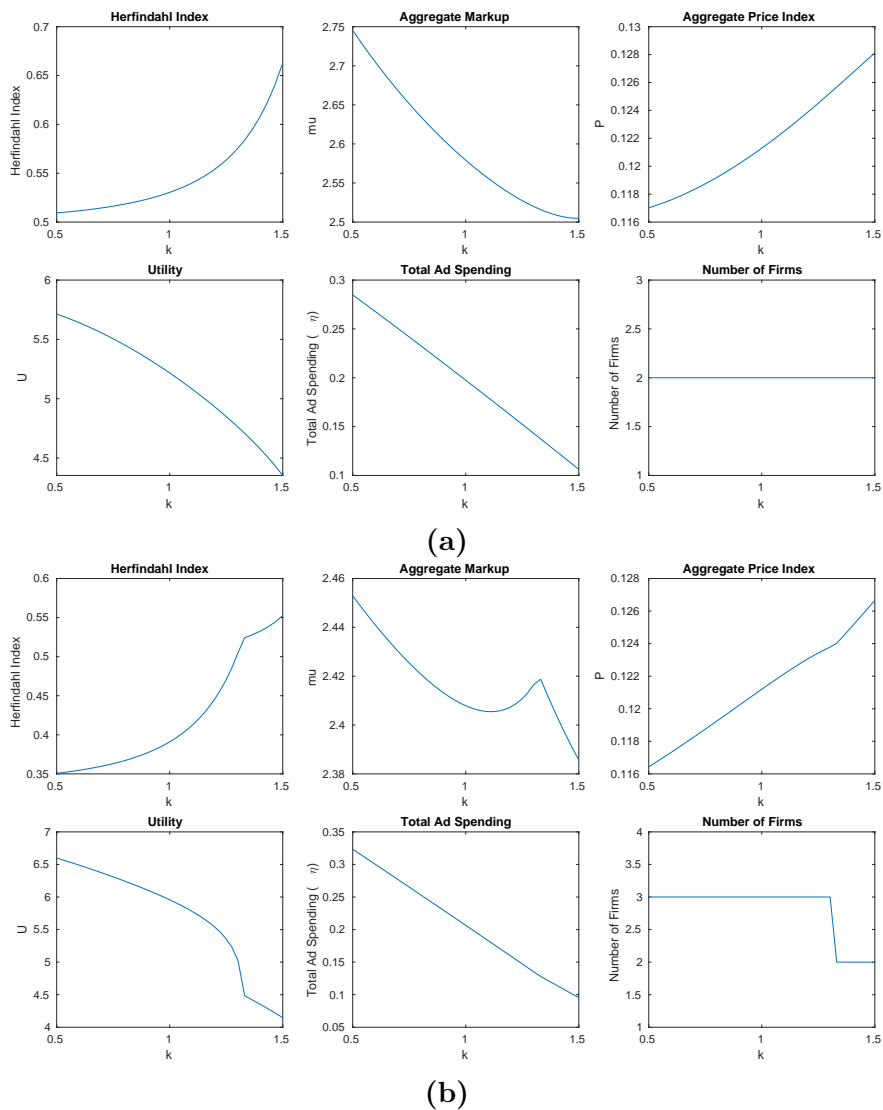 Herfindahl Index
Aggregate Markup
Aggregate Price Index
0.7
0.65
0.6
0.55
0.5
Herfindahl Index
0.5
1
1.5
k
2.75
2.7
2.65
2.6
2.55
2.5
mu
0.5
1
1.5
k
0.13
0.128
0.126
0.124
0.122
0.12
0.118
0.116
P
0.5
1
1.5
k
Utility
Total Ad Spending
Number of Firms
6
5.5
5
4.5
U
0.5
1
1.5
k
0.3
0.25
0.2
0.15
0.1
Total Ad Spending ( η)
0.5
1
1.5
k
3
2.5
2
1.5
1
Number of Firms
0.5
1
1.5
k
(a)
Herfindahl Index
Aggregate Markup
Aggregate Price Index
0.6
0.55
0.5
0.45
0.4
0.35
Herfindahl Index
0.5
1
1.5
k
2.46
2.44
2.42
2.4
2.38
mu
0.5
1
1.5
k
0.128
0.126
0.124
0.122
0.12
0.118
0.116
P
0.5
1
1.5
k
Utility
Total Ad Spending
Number of Firms
7
6.5
6
5.5
5
4.5
4
U
0.5
1
1.5
k
0.35
0.3
0.25
0.2
0.15
0.1
0.05
Total Ad Spending ( η)
0.5
1
1.5
k
4
3.5
3
2.5
2
1.5
1
Number of Firms
0.5
1
1.5
k
(b)